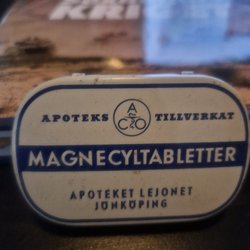 APOTEKS TILLVERKAT
MAGNECYLTABLETTER
APOTEKET LEJONET
JÖNKÖPING